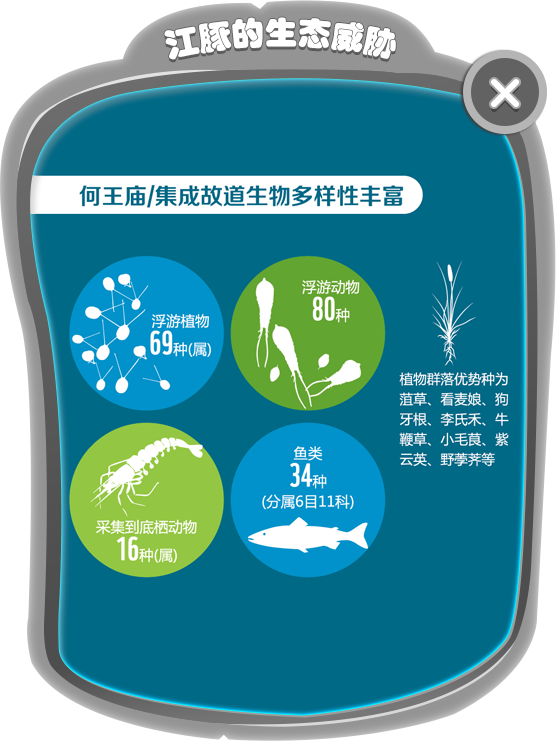 江豚的生态威胁
何王庙/集成故道生物多样性丰富
浮游植物
69种(属)
浮游动物
80种
采集到底栖动物
16种(属)
鱼类
34种
(分属6目11科)
植物群落优势种为
菹草、看麦娘、狗
牙根、李氏禾、牛
鞭草、小毛茛、紫
云英、野荸荠等